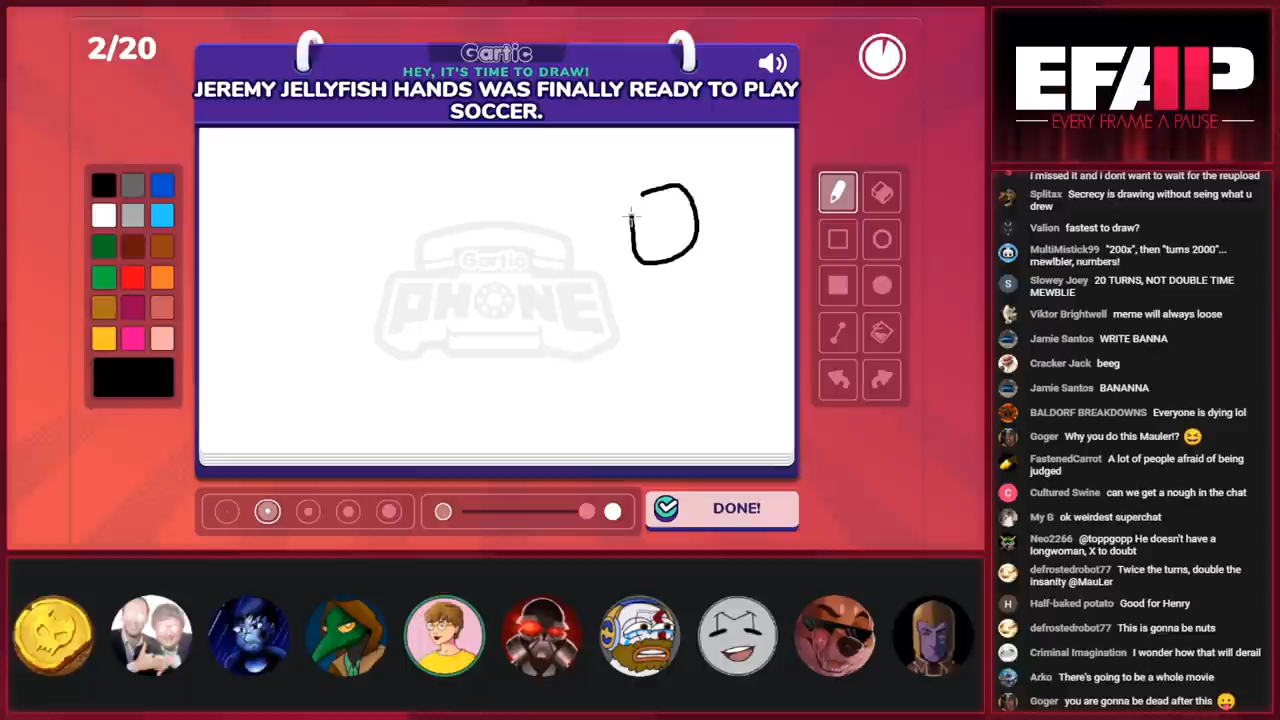 2/20
Gartic
HEY, IT'S TIME TO DRAW!
JEREMY JELLYFISH HANDS WAS FINALLY READY TO PLAY
SOCCER.
Gartic
PHONE
DONE!
EFAP
EVERY FRAME A PAUSE
I missed it and i dont want to wait for the reupload
Splitax Secrecy is drawing without seing what u
drew
Valion fastest to draw?
MultiMistick99 "200x", then "turns 2000"...
mewlbler, numbers!
Slowey Joey 20 TURNS, NOT DOUBLE TIME
MEWBLIE
Viktor Brightwell meme will always loose
Jamie Santos WRITE BANNA
Cracker Jack beeg
Jamie Santos BANANNA
BALDORF BREAKDOWNS Everyone is dying lol
Goger Why you do this Mauler!? 😆
FastenedCarrot A lot of people afraid of being
judged
Cultured Swine can we get a nough in the chat
My B ok weirdest superchat
Neo2266 @toppgopp He doesn't have a
longwoman, X to doubt
defrostedrobot77 Twice the turns, double the
insanity @MauLer
Half-baked potato Good for Henry
defrostedrobot77 This is gonna be nuts
Criminal Imagination I wonder how that will derail
Arko There's going to be a whole movie
Goger you are gonna be dead after this 😛